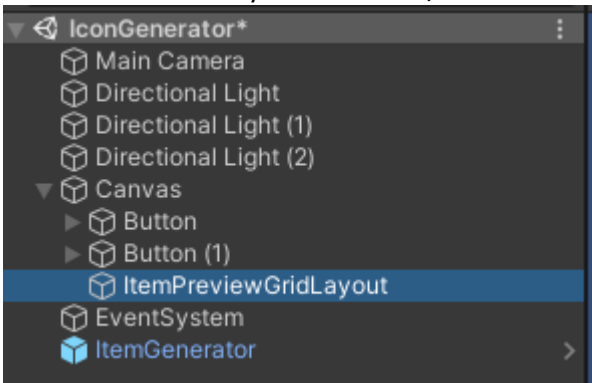 IconGenerator*
Main Camera
Directional Light
Directional Light (1)
Directional Light (2)
Canvas
Button
Button (1)
ItemPreviewGridLayout
EventSystem
ItemGenerator